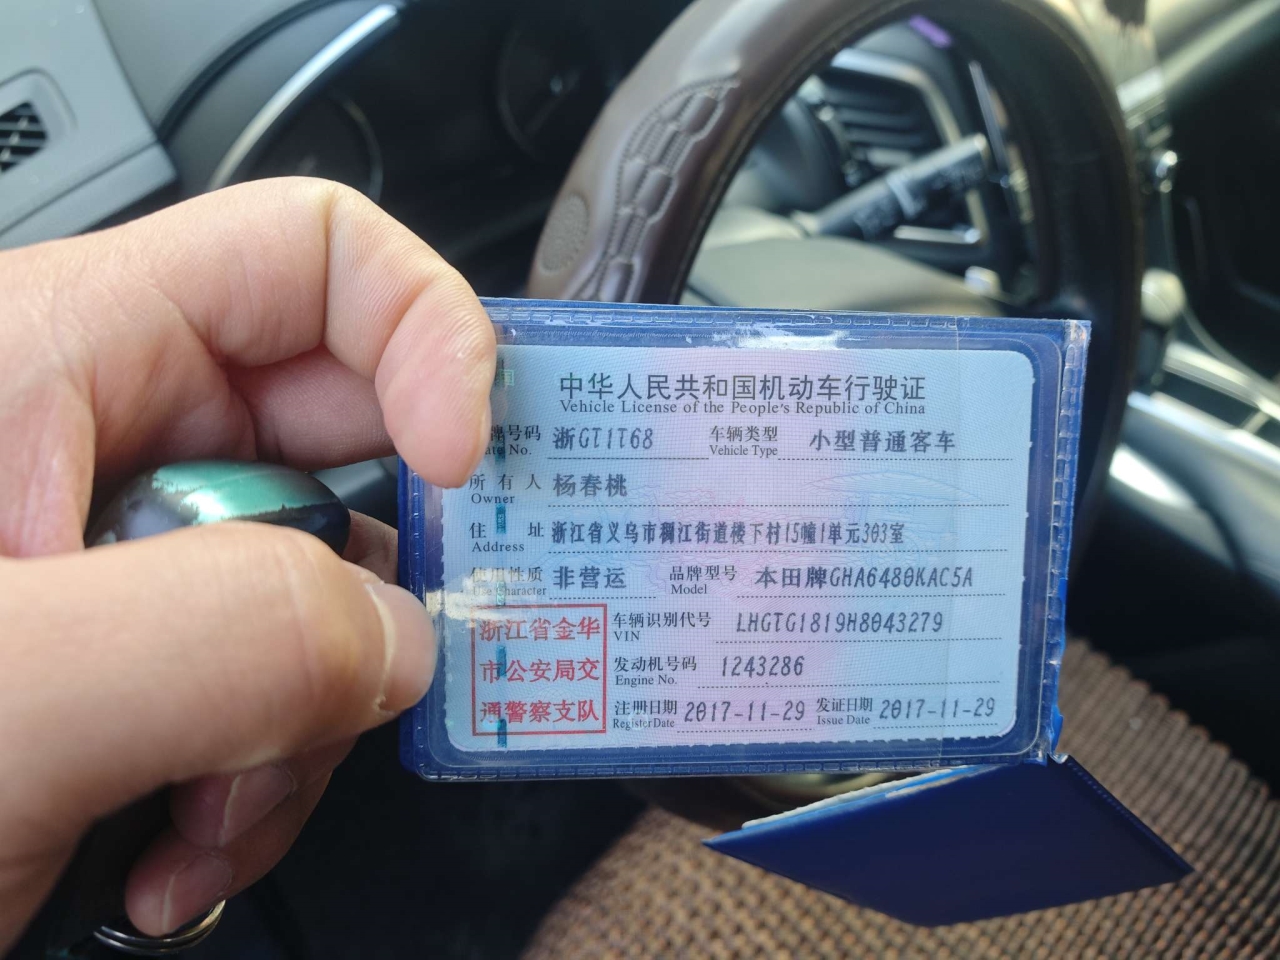 中华人民共和国机动车行驶证
Vehicle License of the People's Republic of China
牌号码 浙GT1T68 车辆类型 小型普通客车
No. Vehicle Type
所有人 杨春桃
Owner
住址 浙江省义乌市稠江街道楼下村15幢1单元303室
Address
使用性质 非营运 品牌型号 本田牌GHA6480KAC5A
Use Character Model
浙江省金华 车辆识别代号 LHGTG1819H8043279
VIN
市公安局交 发动机号码 1243286
Engine No.
通警察支队 注册日期 2017-11-29 发证日期 2017-11-29
Register Date Issue Date